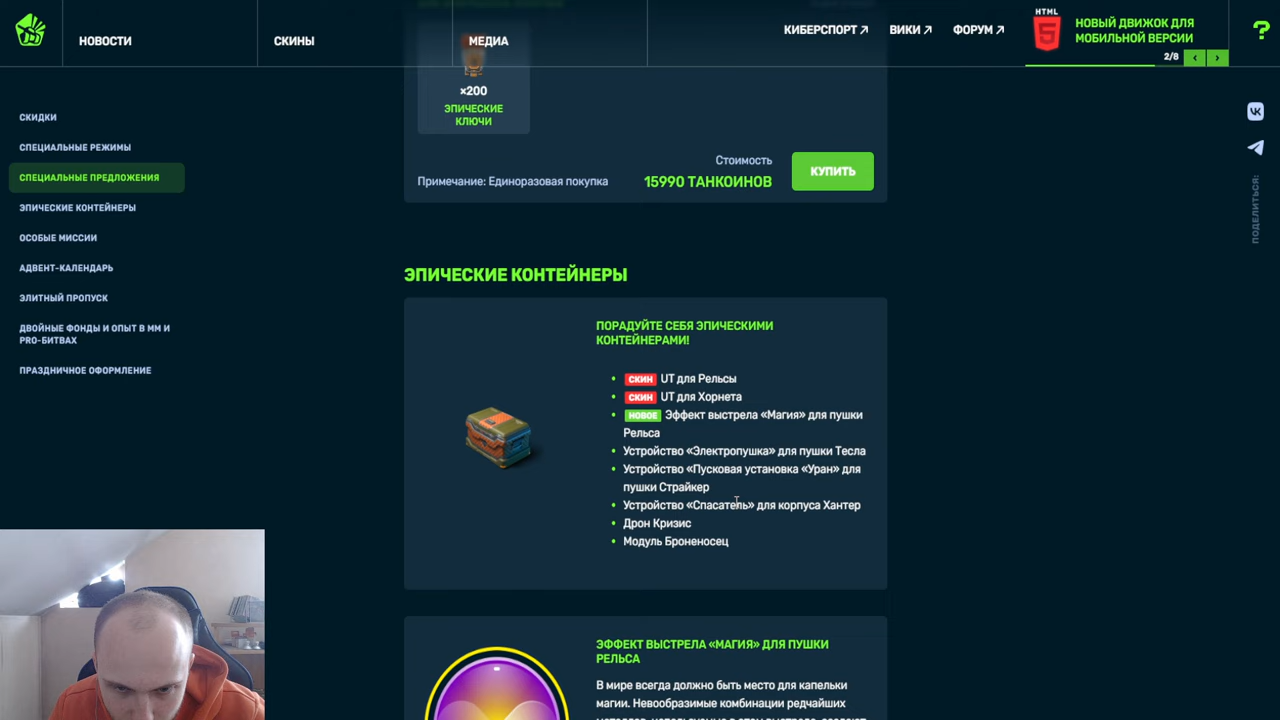 НОВОСТИ
СКИНЫ
МЕДИА
КИБЕРСПОРТ
ВИКИ
ФОРУМ
HTML
5
НОВЫЙ ДВИЖОК ДЛЯ
МОБИЛЬНОЙ ВЕРСИИ
2/8
?
СКИДКИ
СПЕЦИАЛЬНЫЕ РЕЖИМЫ
СПЕЦИАЛЬНЫЕ ПРЕДЛОЖЕНИЯ
ЭПИЧЕСКИЕ КОНТЕЙНЕРЫ
ОСОБЫЕ МИССИИ
АДВЕНТ-КАЛЕНДАРЬ
ЭЛИТНЫЙ ПРОПУСК
ДВОЙНЫЕ ФОНДЫ И ОПЫТ В ММ И
PRO-БИТВАХ
ПРАЗДНИЧНОЕ ОФОРМЛЕНИЕ
×200
ЭПИЧЕСКИЕ
КЛЮЧИ
Примечание: Единоразовая покупка
Стоимость
15990 ТАНКОИНОВ
КУПИТЬ
ЭПИЧЕСКИЕ КОНТЕЙНЕРЫ
ПОРАДУЙТЕ СЕБЯ ЭПИЧЕСКИМИ
КОНТЕЙНЕРАМИ!
СКИН UT для Рельсы
СКИН UT для Хорнета
НОВОЕ Эффект выстрела «Магия» для пушки
Рельса
Устройство «Электропушка» для пушки Тесла
Устройство «Пусковая установка «Уран» для
пушки Страйкер
Устройство «Спасатель» для корпуса Хантер
Дрон Кризис
Модуль Броненосец
ЭФФЕКТ ВЫСТРЕЛА «МАГИЯ» ДЛЯ ПУШКИ
РЕЛЬСА
В мире всегда должно быть место для капельки
магии. Невообразимые комбинации редчайших
ПОДЕЛИТЬСЯ: